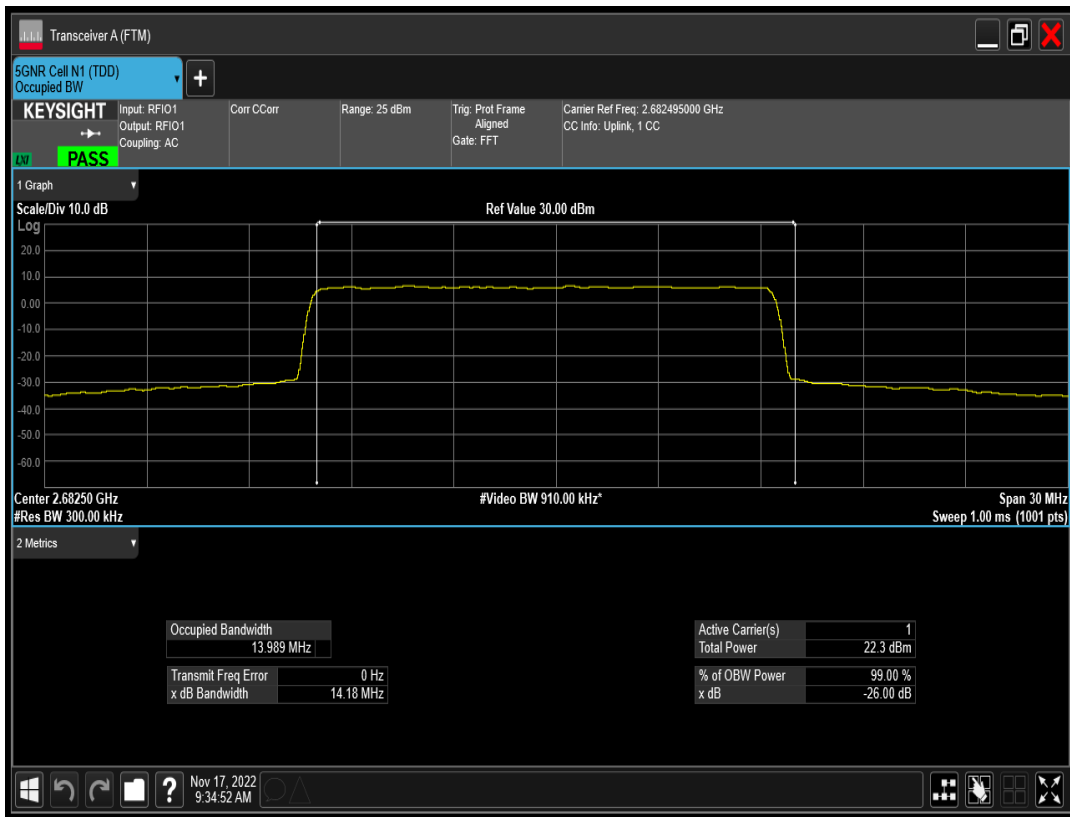 Transceiver A (FTM)
5GNR Cell N1 (TDD)
Occupied BW
+
KEYSIGHT
LXI
PASS
Input: RFIO1
Output: RFIO1
Coupling: AC
Corr CCorr
Range: 25 dBm
Trig: Prot Frame
Aligned
Gate: FFT
Carrier Ref Freq: 2.682495000 GHz
CC Info: Uplink, 1 CC
1 Graph
Scale/Div 10.0 dB
Ref Value 30.00 dBm
Log
20.0
10.0
0.00
-10.0
-20.0
-30.0
-40.0
-50.0
-60.0
Center 2.68250 GHz
#Video BW 910.00 kHz*
Span 30 MHz
#Res BW 300.00 kHz
Sweep 1.00 ms (1001 pts)
2 Metrics
Occupied Bandwidth
13.989 MHz
Transmit Freq Error 0 Hz
x dB Bandwidth 14.18 MHz
Active Carrier(s) 1
Total Power 22.3 dBm
% of OBW Power 99.00 %
x dB -26.00 dB
?
Nov 17, 2022
9:34:52 AM